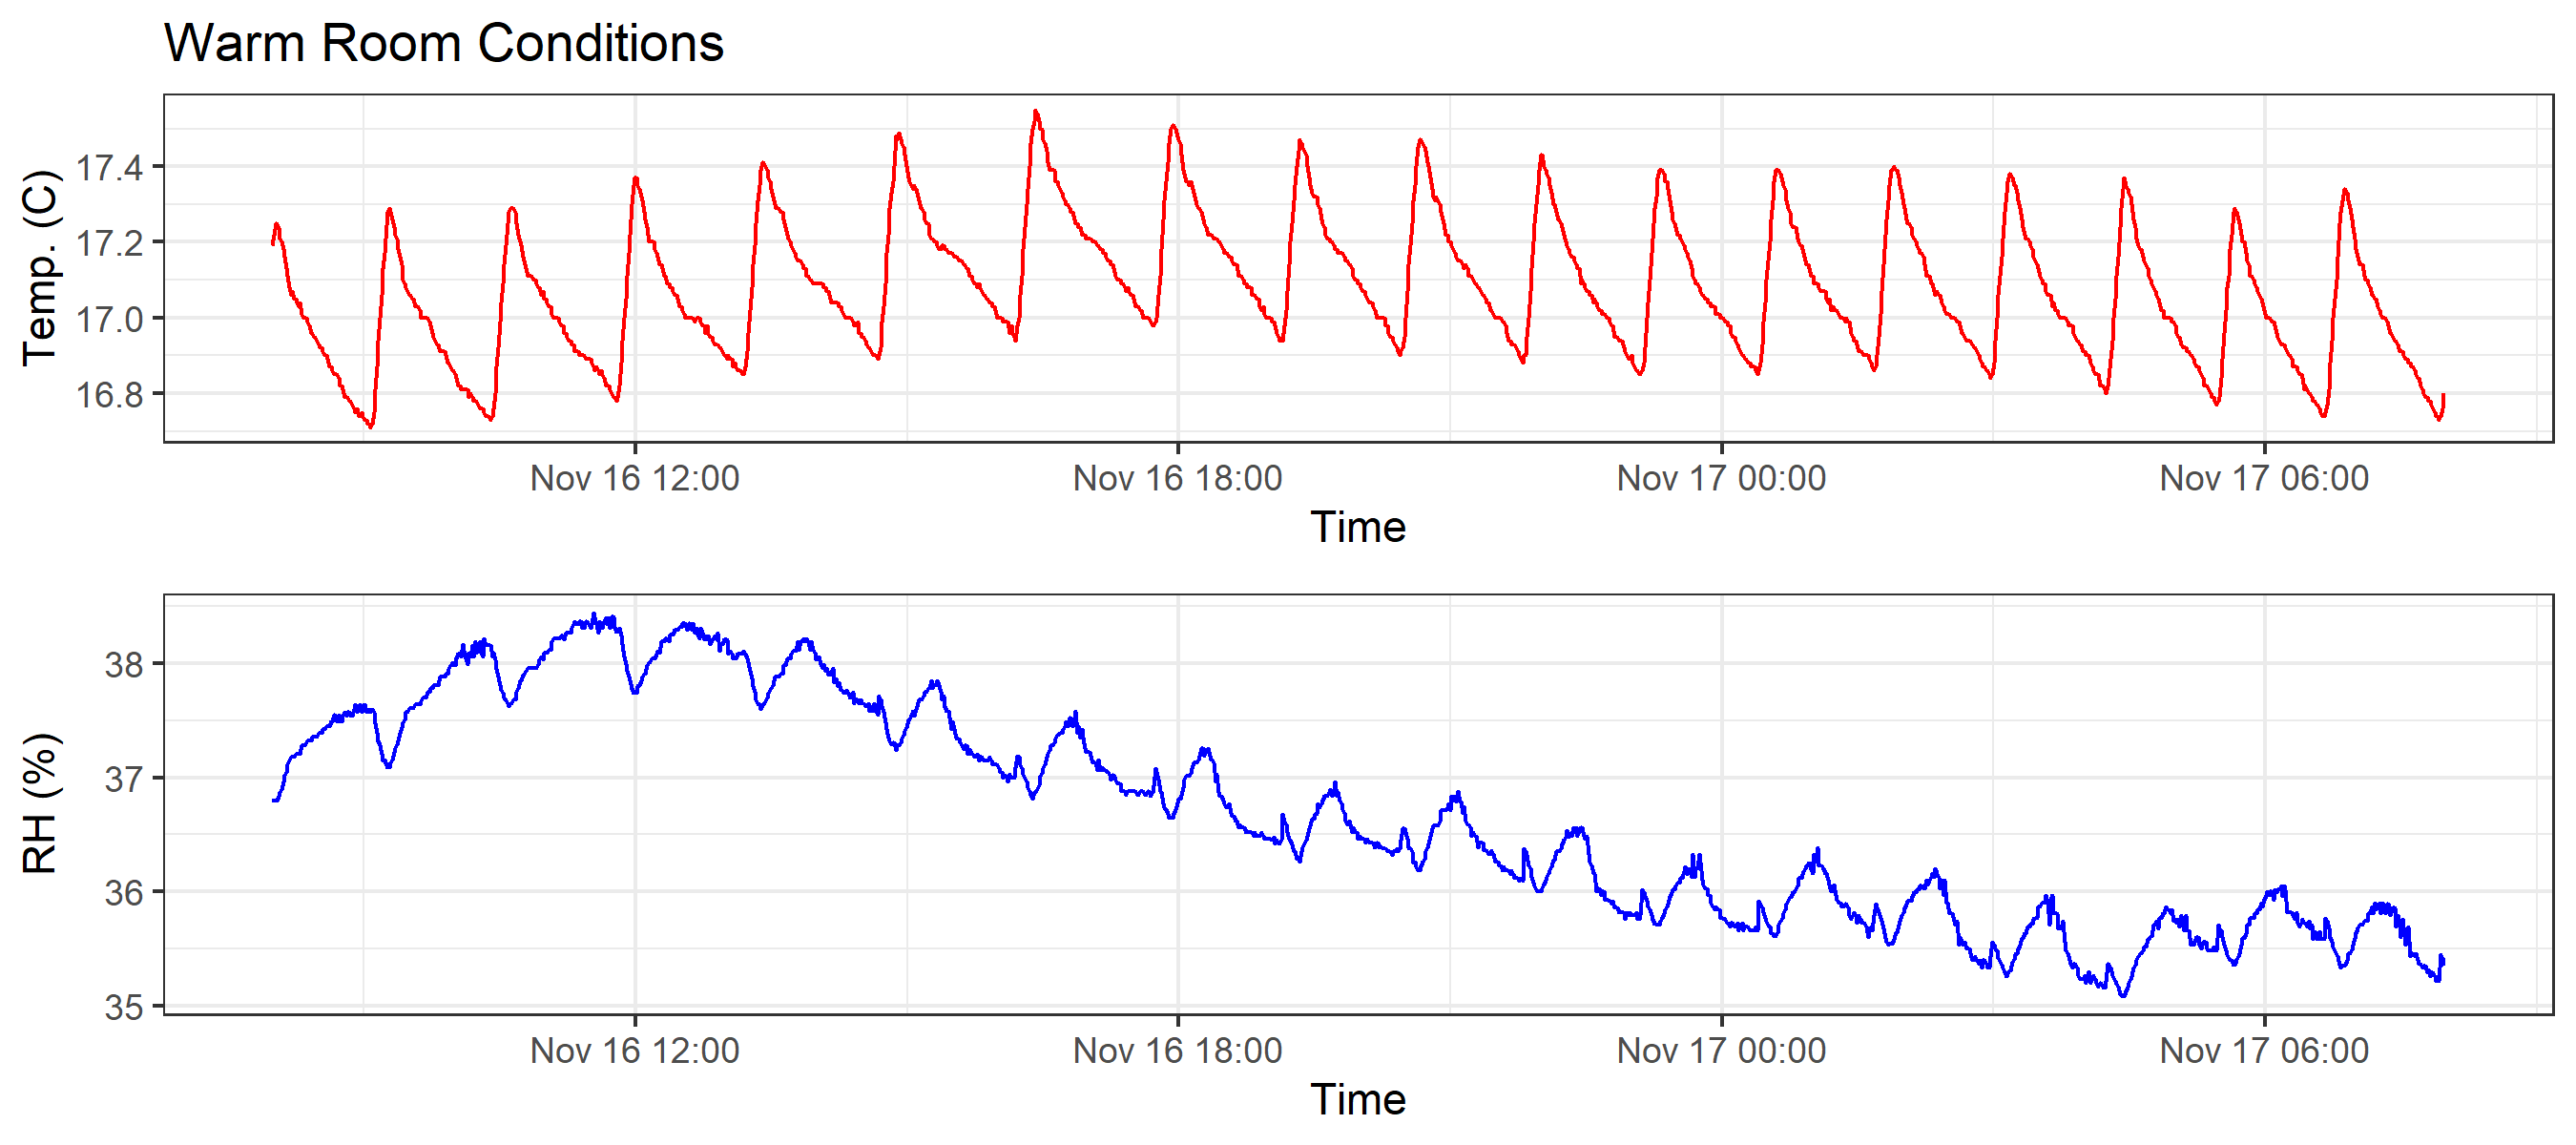 Warm Room Conditions
Temp. (C)
17.4
17.2
17.0
16.8
Nov 16 12:00 Nov 16 18:00 Nov 17 00:00 Nov 17 06:00
Time
RH (%)
38
37
36
35
Nov 16 12:00 Nov 16 18:00 Nov 17 00:00 Nov 17 06:00
Time